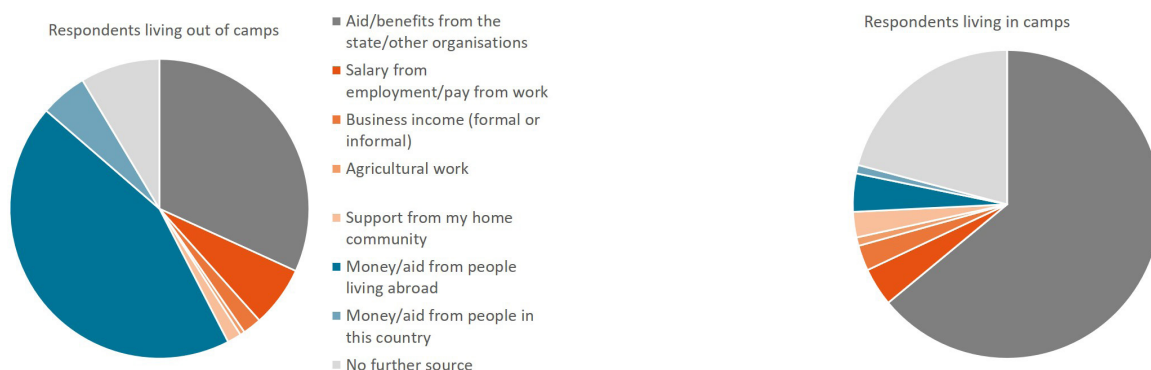 Respondents living out of camps
Aid/benefits from the
state/other organisations
Salary from
employment/pay from work
Business income (formal or
informal)
Agricultural work
Support from my home
community
Money/aid from people
living abroad
Money/aid from people in
this country
No further source
Respondents living in camps